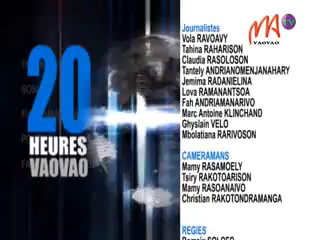 20
HEURES
VAOVAO
MA TV
VAOVAO
Journalistes
Vola RAVOAVY
Tahina RAHARISON
Claudia RASOLOSON
Tantely ANDRIANOMENJANAHARY
Jemima RADANIELINA
Lova RAMANANTSOA
Fah ANDRIAMANARIVO
Marc Antoine KLINCHAND
Ghyslain VELO
Mbolatiana RARIVOSON
CAMERAMANS
Mamy RASAMOELY
Tsiry RAKOTOARISON
Mamy RASOANAIVO
Christian RAKOTONDRAMANGA
REGIES